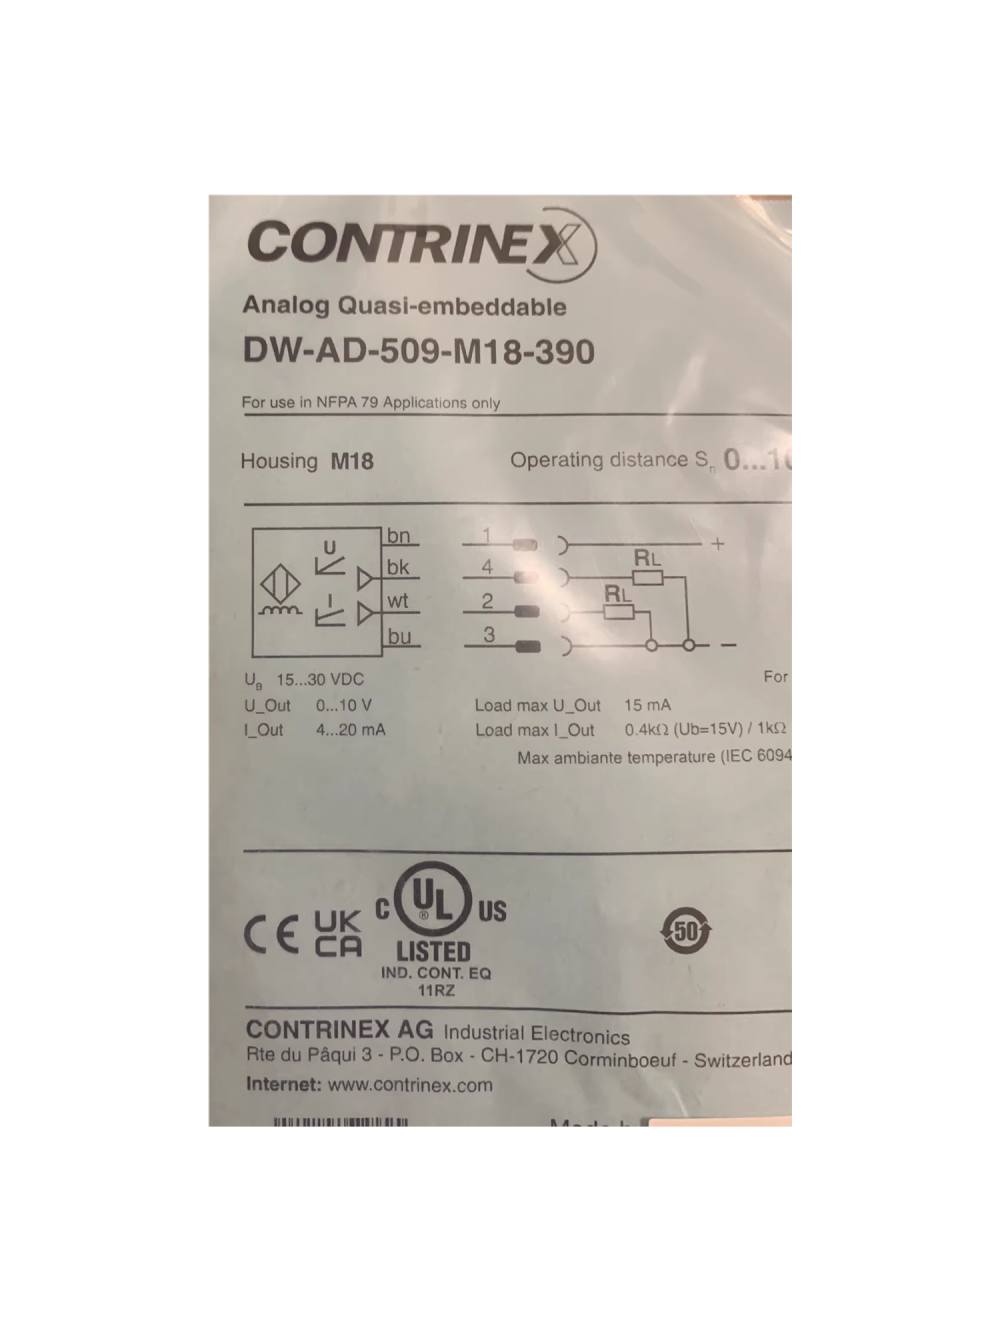 CONTRINEX
Analog Quasi-embeddable
DW-AD-509-M18-390
For use in NFPA 79 Applications only
Housing M18 Operating distance Sn 0...10
U bn 1 +
bk 4 RL
I wt 2 RL
bu 3 -
UB 15...30 VDC For
U_Out 0...10 V Load max U_Out 15 mA
I_Out 4...20 mA Load max I_Out 0.4kΩ (Ub=15V) / 1kΩ
Max ambiante temperature (IEC 6094
CE UK CA C UL ® US 50
LISTED
IND. CONT. EQ
11RZ
CONTRINEX AG Industrial Electronics
Rte du Pâqui 3 - P.O. Box - CH-1720 Corminboeuf - Switzerland
Internet: www.contrinex.com